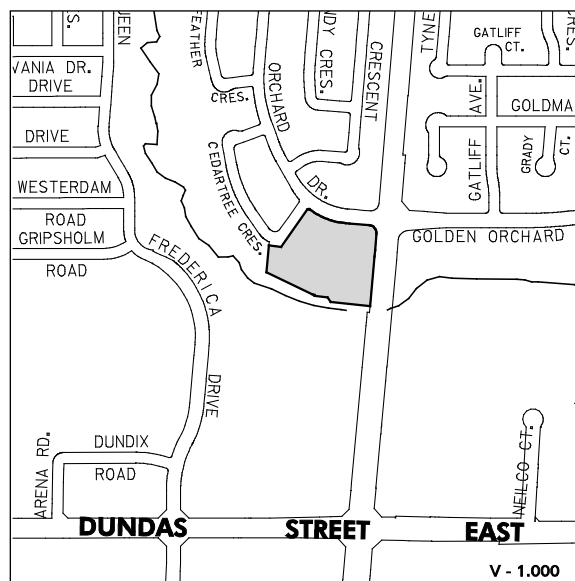 S.
UEEN
FEATHER
CRES.
ORCHARD
DY CRES.
CRESCENT
TYNE
GATLIFF
CT.
CRES.
VANIA DR.
DRIVE
AVE.
GOLDMA
DRIVE
GATLIFF
GRADY
CT.
WESTERDAM
ROAD
GRIPSHOLM
ROAD
CEDARTREE CRES.
DR.
GOLDEN ORCHARD
FREDERICA
DRIVE
ARENA RD.
DUNDIX
ROAD
NEILCO CT.
DUNDAS STREET EAST
V - 1.000